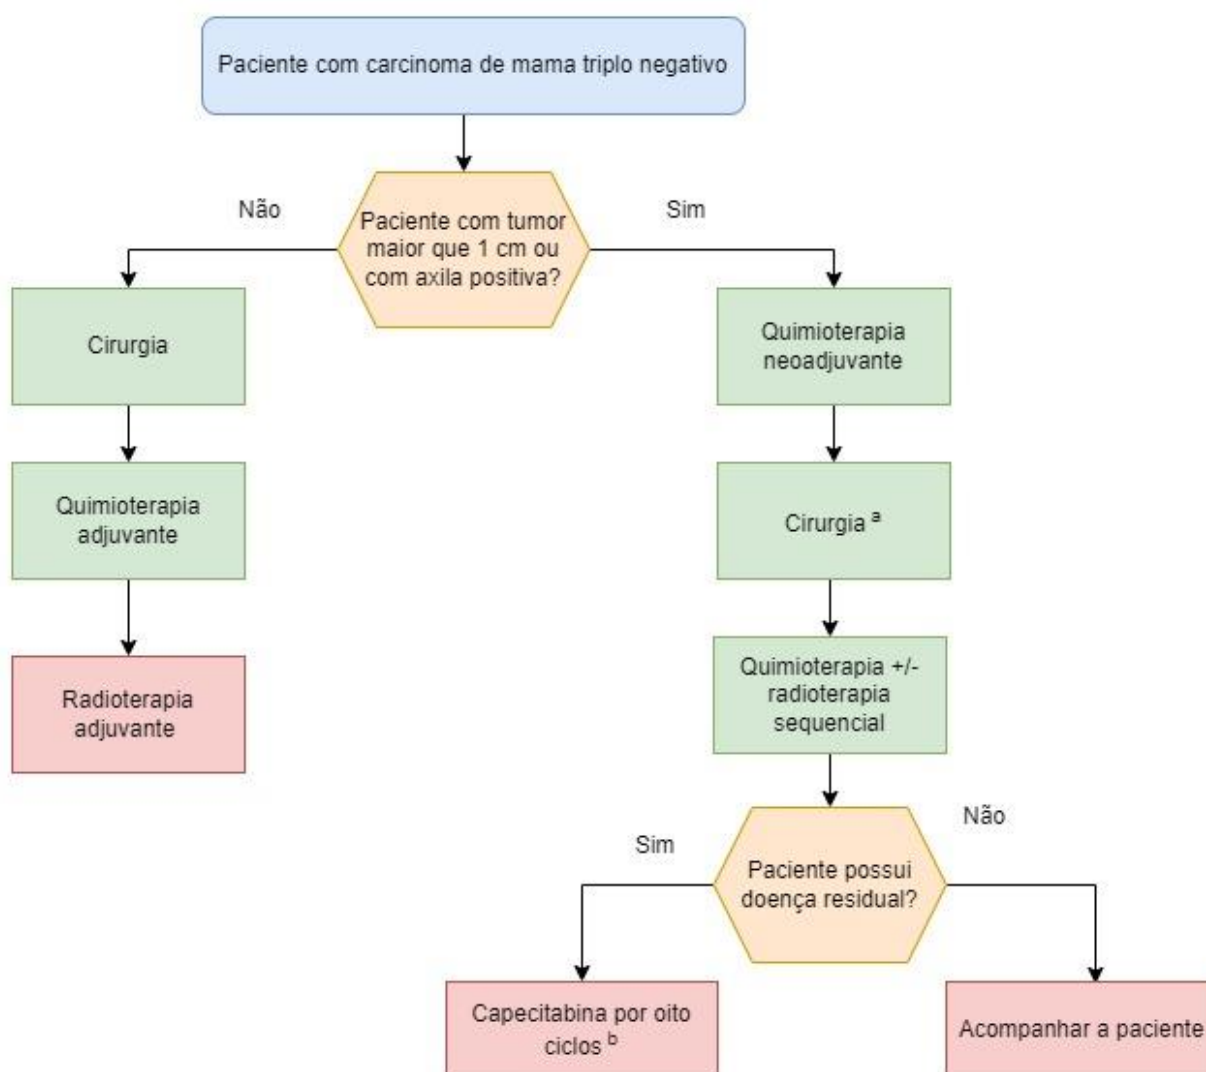 Paciente com carcinoma de mama triplo negativo
Não
Sim
Paciente com tumor
maior que 1 cm ou
com axila positiva?
Cirurgia
Quimioterapia
neoadjuvante
Quimioterapia
adjuvante
Cirurgia ª
Radioterapia
adjuvante
Quimioterapia +/-
radioterapia
sequencial
Sim
Não
Paciente possui
doença residual?
Capecitabina por oito
ciclos ᵇ
Acompanhar a paciente